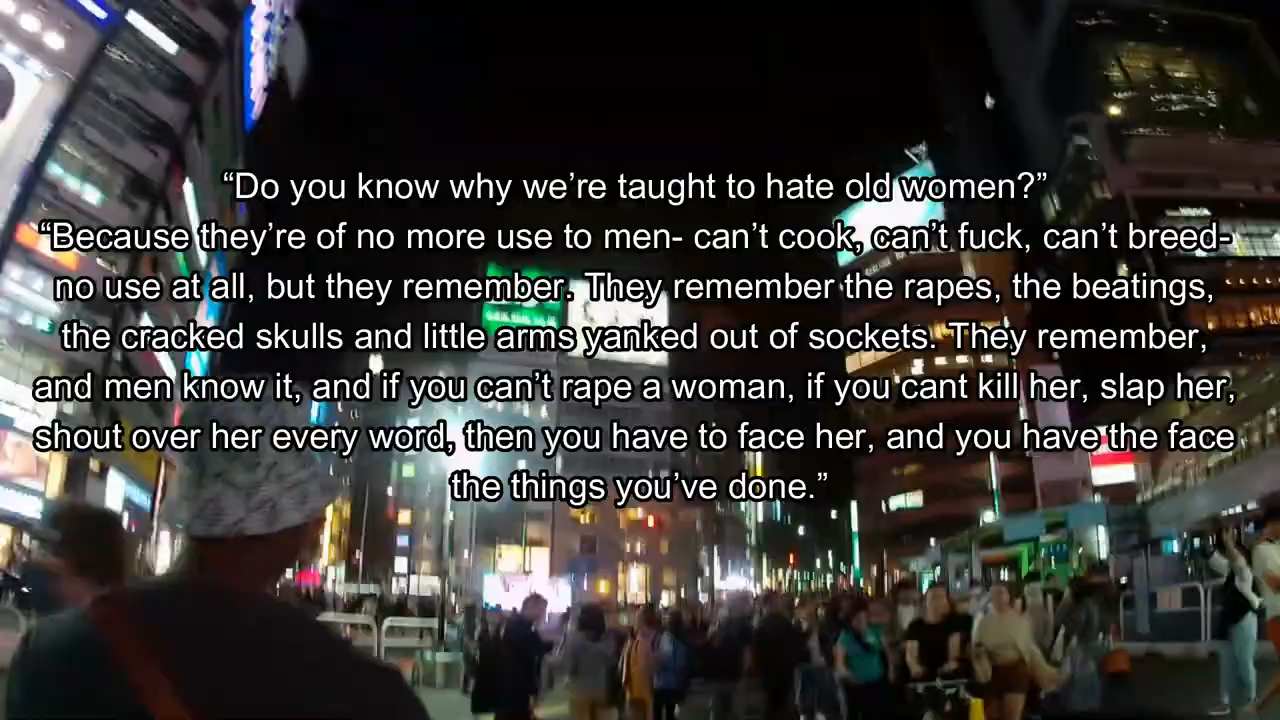 “Do you know why we’re taught to hate old women?”
“Because they’re of no more use to men- can’t cook, can’t fuck, can’t breed-
no use at all, but they remember. They remember the rapes, the beatings,
the cracked skulls and little arms yanked out of sockets. They remember,
and men know it, and if you can’t rape a woman, if you cant kill her, slap her,
shout over her every word, then you have to face her, and you have the face
the things you’ve done.”